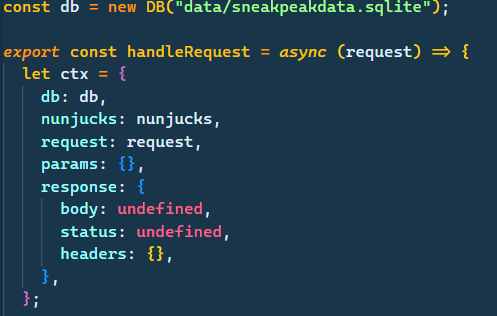 const db = new DB("data/sneakpeakdata.sqlite");
export const handleRequest = async (request) => {
let ctx = {
db: db,
nunjucks: nunjucks,
request: request,
params: {},
response: {
body: undefined,
status: undefined,
headers: {},
},
};